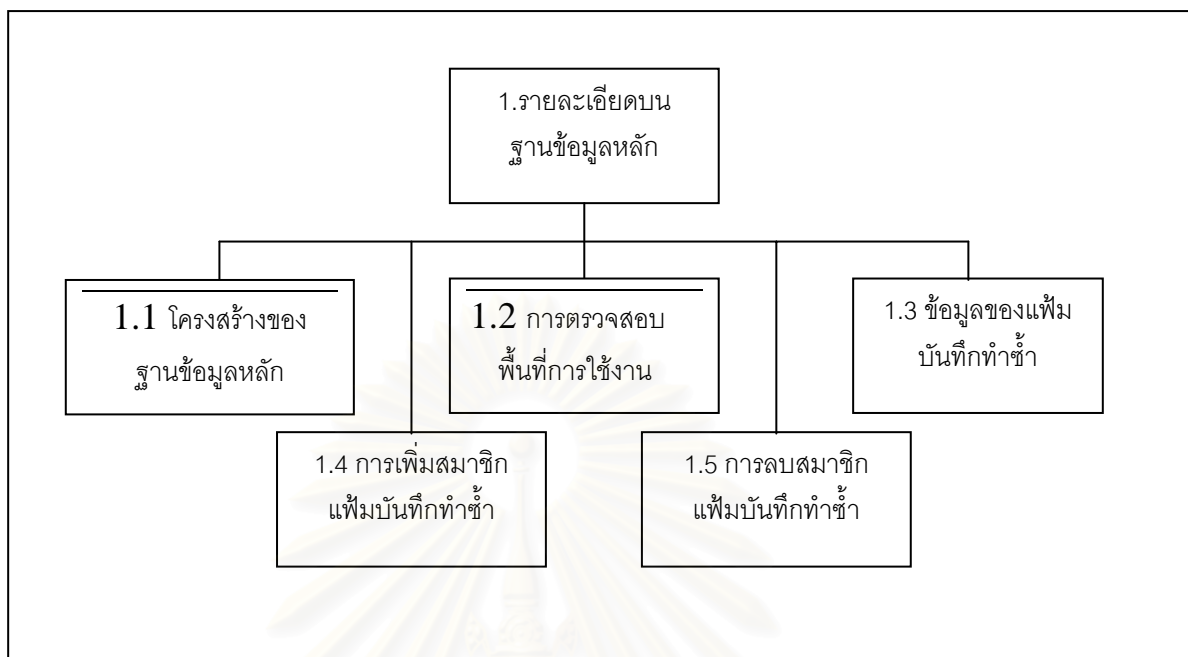 1.รายละเอียดบน
ฐานข้อมูลหลัก
1.1 โครงสร้างของ
ฐานข้อมูลหลัก
1.2 การตรวจสอบ
พื้นที่การใช้งาน
1.3 ข้อมูลของแฟ้ม
บันทึกทำซ้ำ
1.4 การเพิ่มสมาชิก
แฟ้มบันทึกทำซ้ำ
1.5 การลบสมาชิก
แฟ้มบันทึกทำซ้ำ